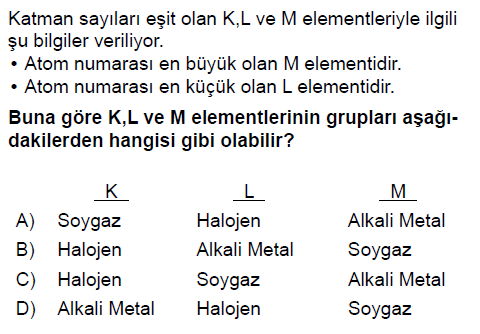 Katman sayıları eşit olan K,L ve M elementleriyle ilgili
şu bilgiler veriliyor.
• Atom numarası en büyük olan M elementidir.
• Atom numarası en küçük olan L elementidir.
Buna göre K,L ve M elementlerinin grupları aşağı-
dakilerden hangisi gibi olabilir?
K L M
A) Soygaz Halojen Alkali Metal
B) Halojen Alkali Metal Soygaz
C) Halojen Soygaz Alkali Metal
D) Alkali Metal Halojen Soygaz